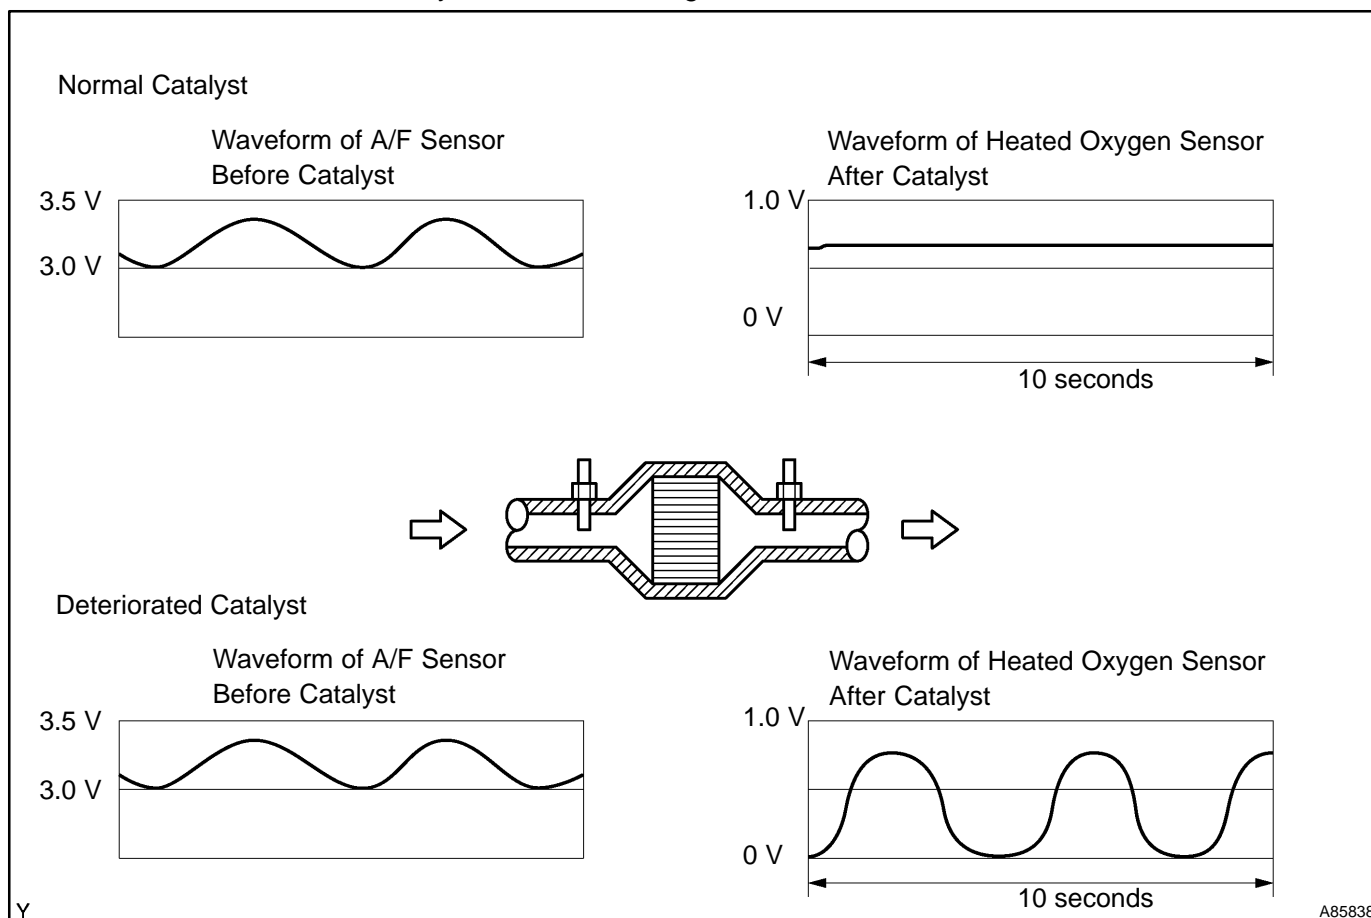 Normal Catalyst
Waveform of A/F Sensor
Before Catalyst
3.5 V
3.0 V
Waveform of Heated Oxygen Sensor
After Catalyst
1.0 V
0 V
10 seconds
Deteriorated Catalyst
Waveform of A/F Sensor
Before Catalyst
3.5 V
3.0 V
Waveform of Heated Oxygen Sensor
After Catalyst
1.0 V
0 V
10 seconds
Y
A85838